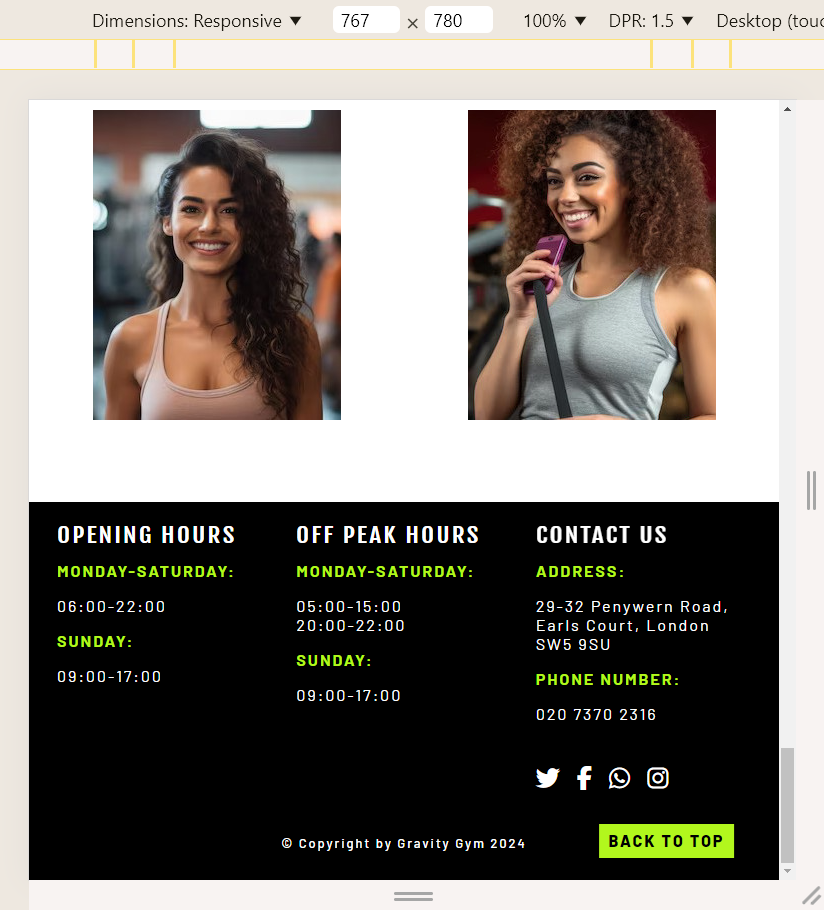 Dimensions: Responsive ▼ 767 × 780 100% ▼ DPR: 1.5 ▼ Desktop (touc
OPENING HOURS
MONDAY-SATURDAY:
06:00-22:00
SUNDAY:
09:00-17:00
OFF PEAK HOURS
MONDAY-SATURDAY:
05:00-15:00
20:00-22:00
SUNDAY:
09:00-17:00
CONTACT US
ADDRESS:
29-32 Penywern Road,
Earls Court, London
SW5 9SU
PHONE NUMBER:
020 7370 2316
© Copyright by Gravity Gym 2024
BACK TO TOP